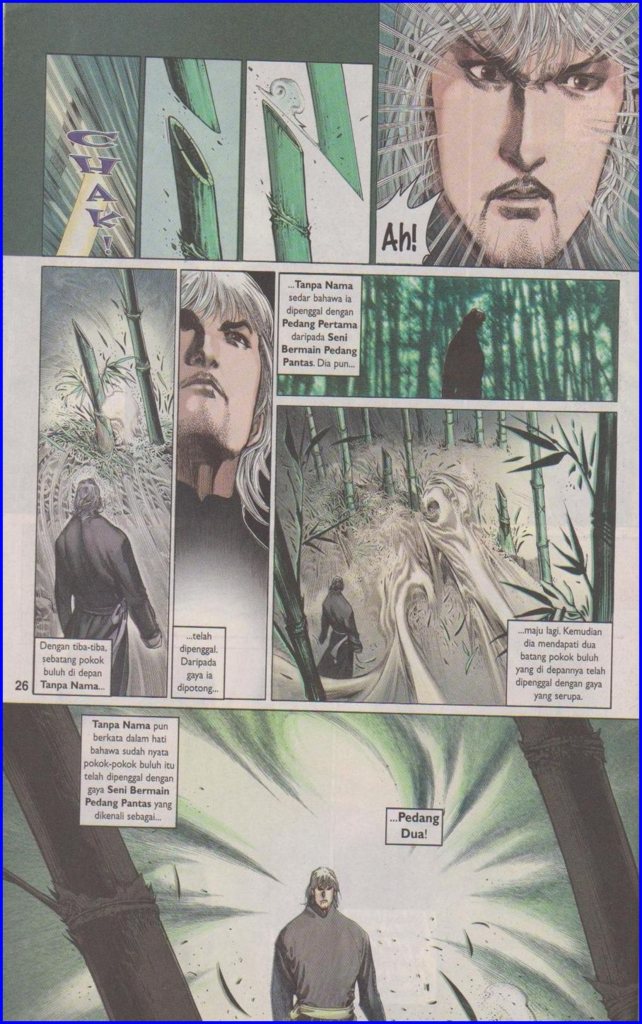 CHAK!
Ah!
Dengan tiba-tiba,
sebatang pokok
buluh di depan
Tanpa Nama...
...telah
dipenggal.
Daripada
gaya ia
dipotong...
...Tanpa Nama
sedar bahawa ia
dipenggal dengan
Pedang Pertama
daripada Seni
Bermain Pedang
Pantas. Dia pun...
...maju lagi. Kemudian
dia mendapati dua
batang pokok buluh
yang di depannya telah
dipenggal dengan gaya
yang serupa.
26
Tanpa Nama pun
berkata dalam hati
bahawa sudah nyata
pokok-pokok buluh itu
telah dipenggal dengan
gaya Seni Bermain
Pedang Pantas yang
dikenali sebagai...
...Pedang
Dua!